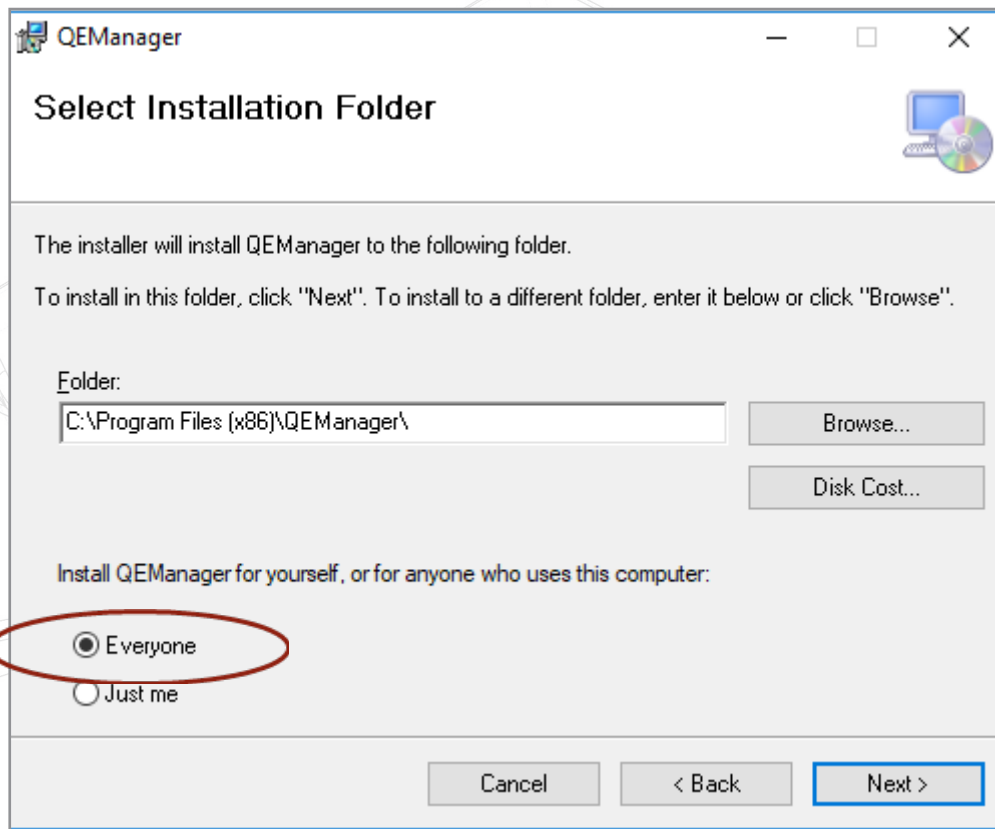 QEManager
Select Installation Folder
The installer will install QEManager to the following folder.
To install in this folder, click "Next". To install to a different folder, enter it below or click "Browse".
Folder:
C:\Program Files (x86)\QEManager\
Browse...
Disk Cost...
Install QEManager for yourself, or for anyone who uses this computer:
Everyone
Just me
Cancel
< Back
Next >